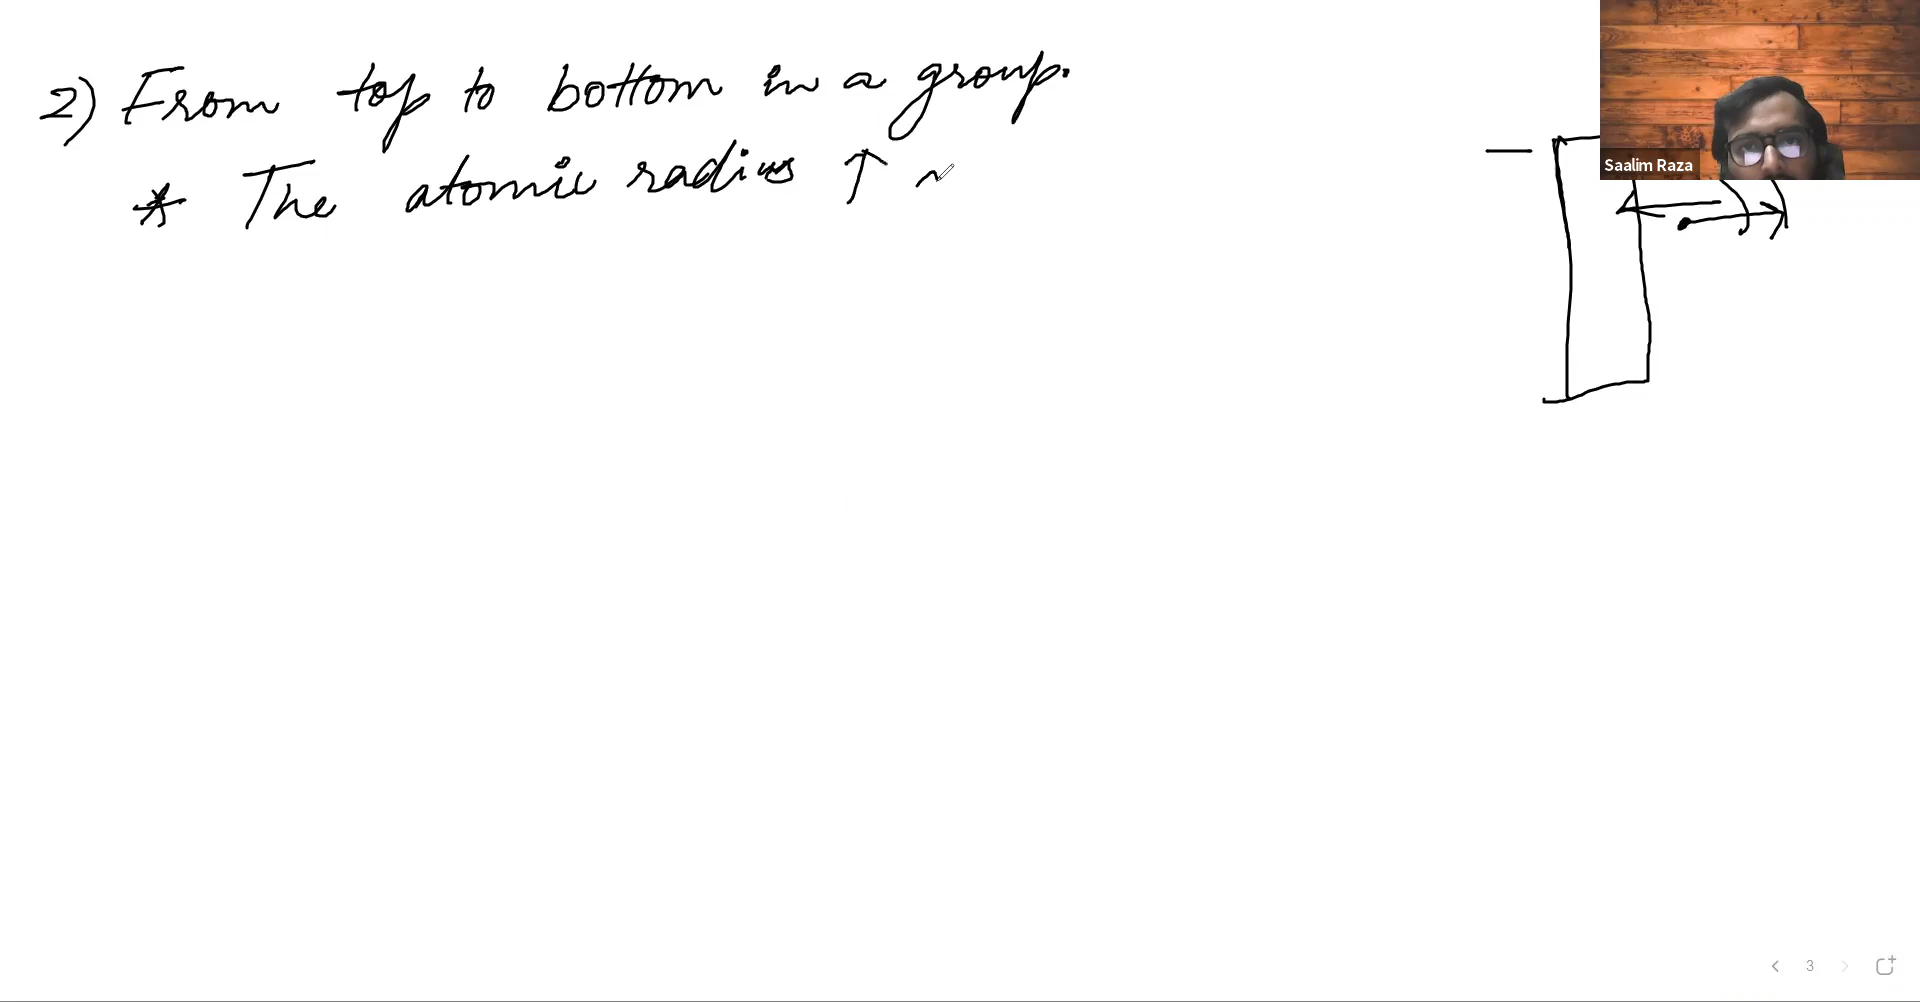 2) From top to bottom in a group.
* The atomic radius ↑
Saalim Raza
3